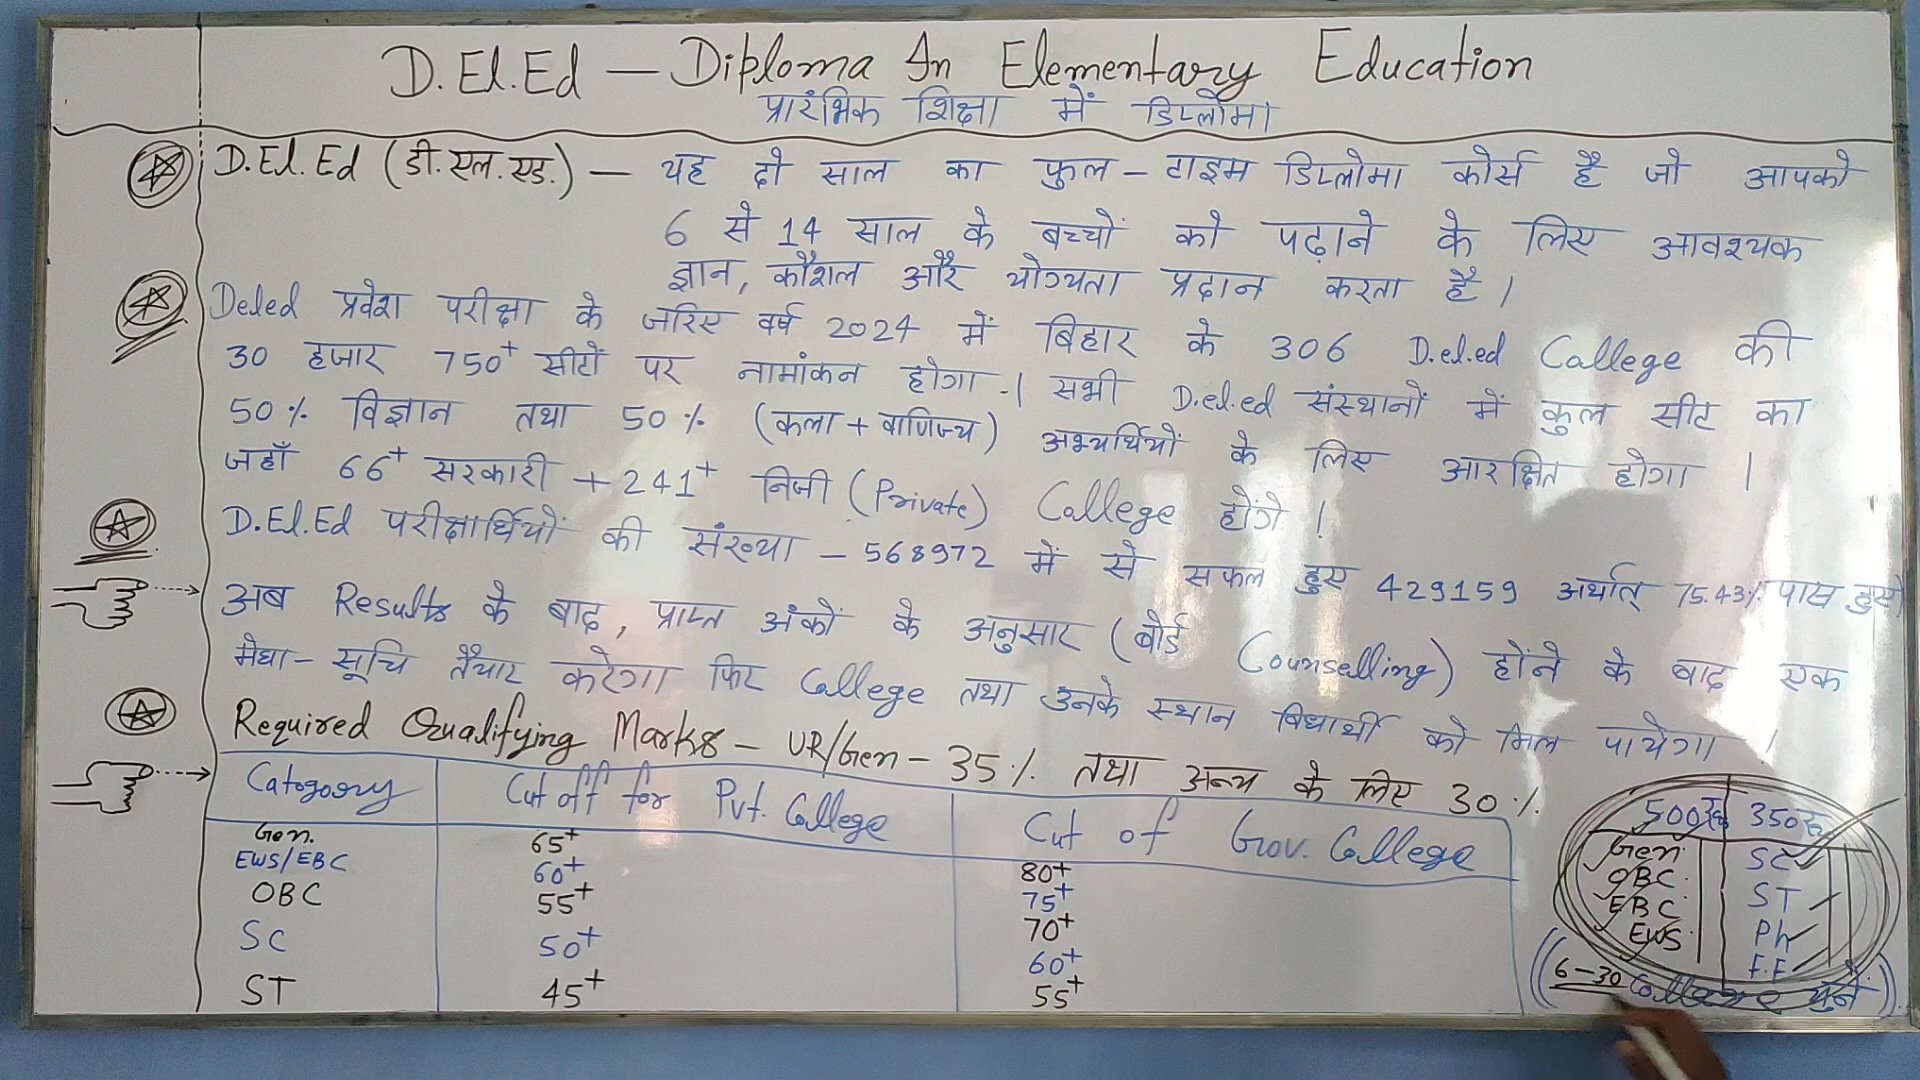 D.El.Ed – Diploma In Elementary Education
प्रारंभिक शिक्षा में डिप्लोमा
D.El.Ed (डी.एल.एड.) – यह दो साल का फुल-टाइम डिप्लोमा कोर्स है जो आपको
6 से 14 साल के बच्चों को पढ़ाने के लिए आवश्यक
ज्ञान, कौशल और योग्यता प्रदान करता है।
Deled प्रवेश परीक्षा के जरिए वर्ष 2024 में बिहार के 306 D.el.ed College की
30 हजार 750+ सीटों पर नामांकन होगा। सभी D.el.ed संस्थानों में कुल सीट का
50% विज्ञान तथा 50% (कला + वाणिज्य) अभ्यर्थियों के लिए आरक्षित होगा।
जहाँ 66+ सरकारी + 241+ निजी (Private) College होंगे।
D.El.Ed परीक्षार्थियों की संख्या – 568972 में से सफल हुए 429159 अर्थात् 75.43% पास हुए
अब Results के बाद, प्राप्त अंकों के अनुसार (बोर्ड Counselling) होंने के बाद एक
मेघा-सूचि तैयार करेगा फिर College तथा उनके स्थान विधार्थी को मिल पायेगा।
Required Qualifying Marks – UR/Gen – 35% तथा अन्य के लिए 30%.
Catogory Cut off for Pvt. College Cut of Gov. College
Gen. 65+ 80+
EWS/EBC 60+ 75+
OBC 55+ 70+
SC 50+ 60+
ST 45+ 55+
500रु 350रु
Gen SC
OBC ST
EBC Ph
EWS F.F
6-30 College चुने